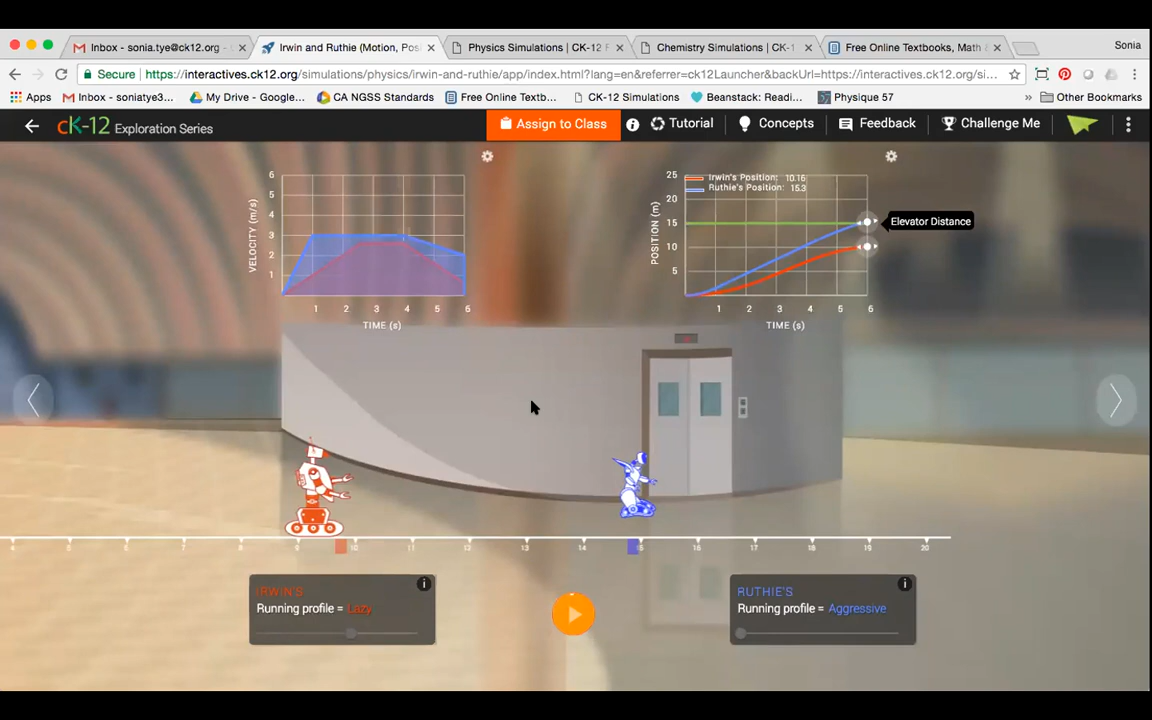 Inbox - sonia.tye@ck12.org -
Irwin and Ruthie (Motion, Pos
Physics Simulations | CK-12 F
Chemistry Simulations | CK-1
Free Online Textbooks, Math &
Sonia
Secure
https://interactives.ck12.org/simulations/physics/irwin-and-ruthie/app/index.html?lang=en&referrer=ck12Launcher&backUrl=https://interactives.ck12.org/si...
Apps
Inbox - soniatye3...
My Drive - Google...
CA NGSS Standards
Free Online Textb...
CK-12 Simulations
Beanstack: Readi...
Physique 57
»
Other Bookmarks
cK-12 Exploration Series
Assign to Class
Tutorial
Concepts
Feedback
Challenge Me
VELOCITY (m/s)
6
5
4
3
2
1
1 2 3 4 5 6
TIME (s)
POSITION (m)
25
20
15
10
5
Irwin's Position: 10.16
Ruthie's Position: 15.3
Elevator Distance
1 2 3 4 5 6
TIME (s)
4 5 6 7 8 9 10 11 12 13 14 15 16 17 18 19 20
IRWIN'S
Running profile = Lazy
RUTHIE'S
Running profile = Aggressive